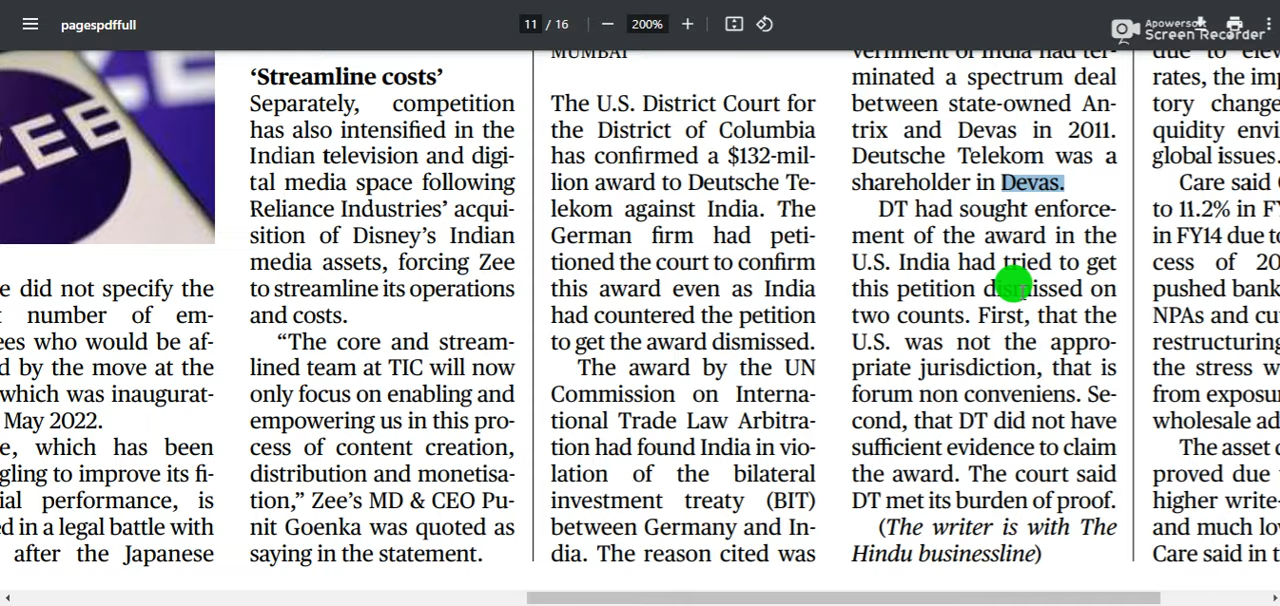 pagespdffull
11 / 16
200%
Apowersoft
Screen Recorder
ZEE
ZEE
e did not specify the
number of em-
ees who would be af-
d by the move at the
which was inaugurat-
May 2022.
e, which has been
gling to improve its fi-
ial performance, is
ed in a legal battle with
after the Japanese
‘Streamline costs’
Separately, competition
has also intensified in the
Indian television and digi-
tal media space following
Reliance Industries’ acqui-
sition of Disney’s Indian
media assets, forcing Zee
to streamline its operations
and costs.
“The core and stream-
lined team at TIC will now
only focus on enabling and
empowering us in this pro-
cess of content creation,
distribution and monetisa-
tion,” Zee’s MD & CEO Pu-
nit Goenka was quoted as
saying in the statement.
MUMBAI
The U.S. District Court for
the District of Columbia
has confirmed a $132-mil-
lion award to Deutsche Te-
lekom against India. The
German firm had peti-
tioned the court to confirm
this award even as India
had countered the petition
to get the award dismissed.
The award by the UN
Commission on Interna-
tional Trade Law Arbitra-
tion had found India in vio-
lation of the bilateral
investment treaty (BIT)
between Germany and In-
dia. The reason cited was
vernment of India had ter-
minated a spectrum deal
between state-owned An-
trix and Devas in 2011.
Deutsche Telekom was a
shareholder in Devas.
DT had sought enforce-
ment of the award in the
U.S. India had tried to get
this petition dismissed on
two counts. First, that the
U.S. was not the appro-
priate jurisdiction, that is
forum non conveniens. Se-
cond, that DT did not have
sufficient evidence to claim
the award. The court said
DT met its burden of proof.
(The writer is with The
Hindu businessline)
due to elev
rates, the imp
tory change
quidity envi
global issues.
Care said
to 11.2% in FY
in FY14 due to
cess of 20
pushed bank
NPAs and cu
restructuring
the stress w
from exposu
wholesale ad
The asset
proved due
higher write-
and much lo
Care said in t